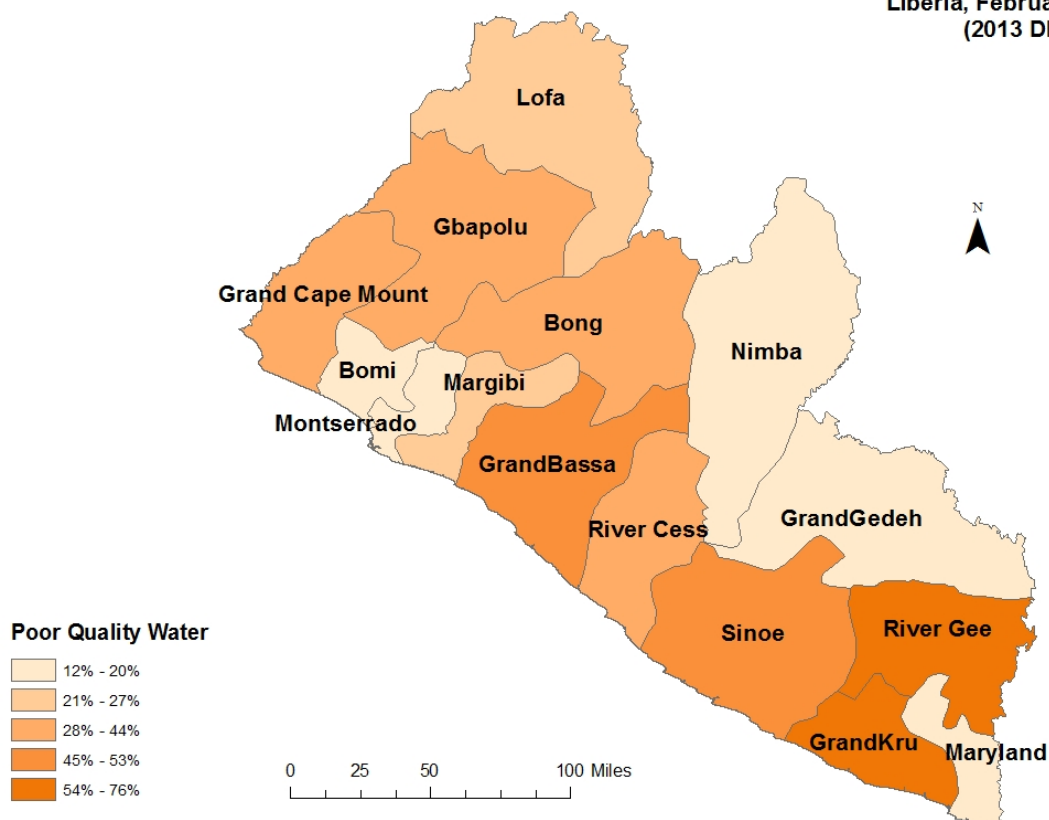 Liberia,
(2013
Lofa
N
Gbapolu
Grand Cape Mount
Bong
Nimba
Bomi
Margibi
Montserrado
GrandBassa
GrandGedeh
River Cess
River Gee
Sinoe
GrandKru
Maryland
Poor Quality Water
12% - 20%
21% - 27%
28% - 44%
45% - 53%
54% - 76%
0 25 50 100 Miles